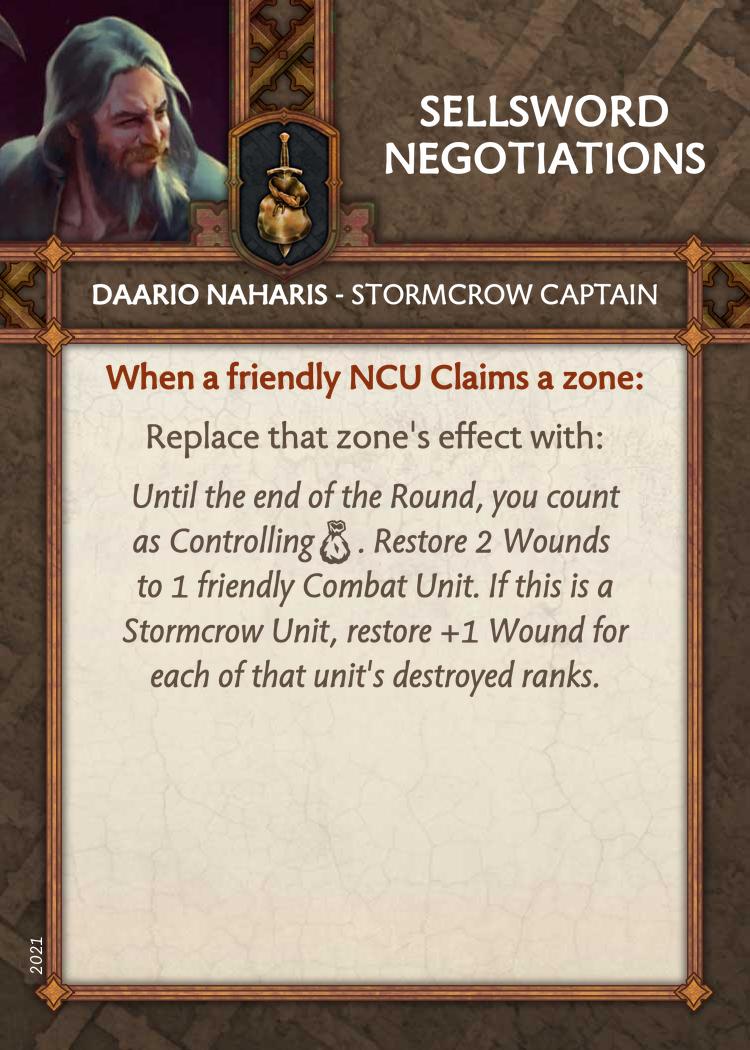 SELLSWORD
NEGOTIATIONS
DAARIO NAHARIS - STORMCROW CAPTAIN
When a friendly NCU Claims a zone:
Replace that zone's effect with:
Until the end of the Round, you count
as Controlling . Restore 2 Wounds
to 1 friendly Combat Unit. If this is a
Stormcrow Unit, restore +1 Wound for
each of that unit's destroyed ranks.
2021